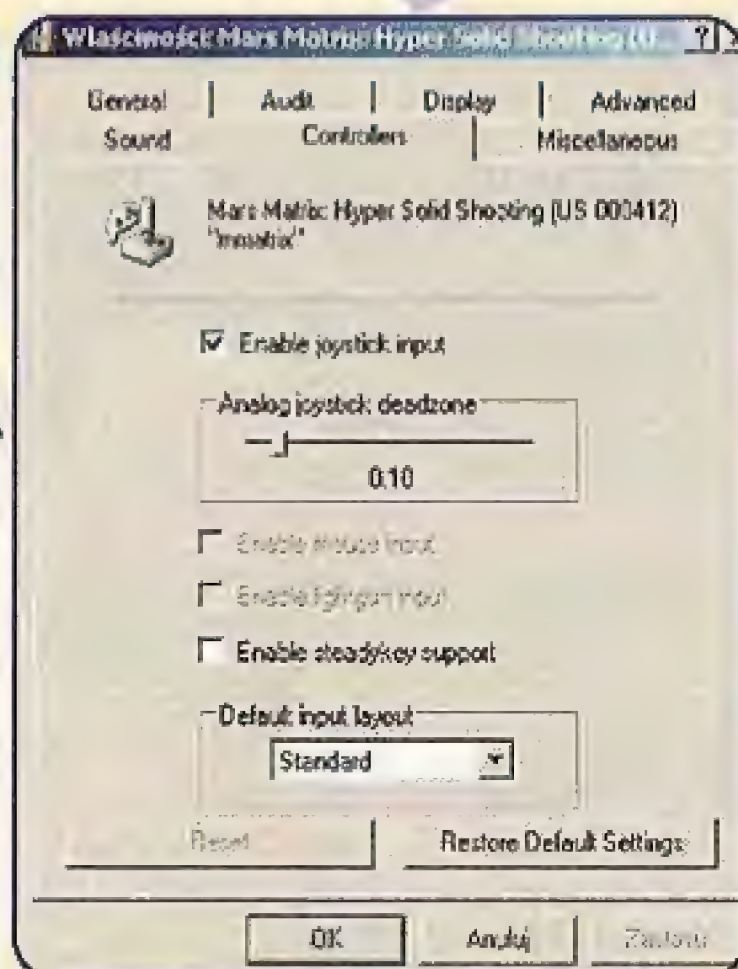 Właściwości: Mars Matrix: Hyper Solid Shooting (U...
General Audit Display Advanced
Sound Controllers Miscellaneous
Mars Matrix: Hyper Solid Shooting (US 000412)
"mmatrix"
Enable joystick input
Analog joystick deadzone
0.10
Enable mouse input
Enable lightgun input
Enable steadykey support
Default input layout
Standard
Reset Restore Default Settings
OK Anuluj Zastosuj